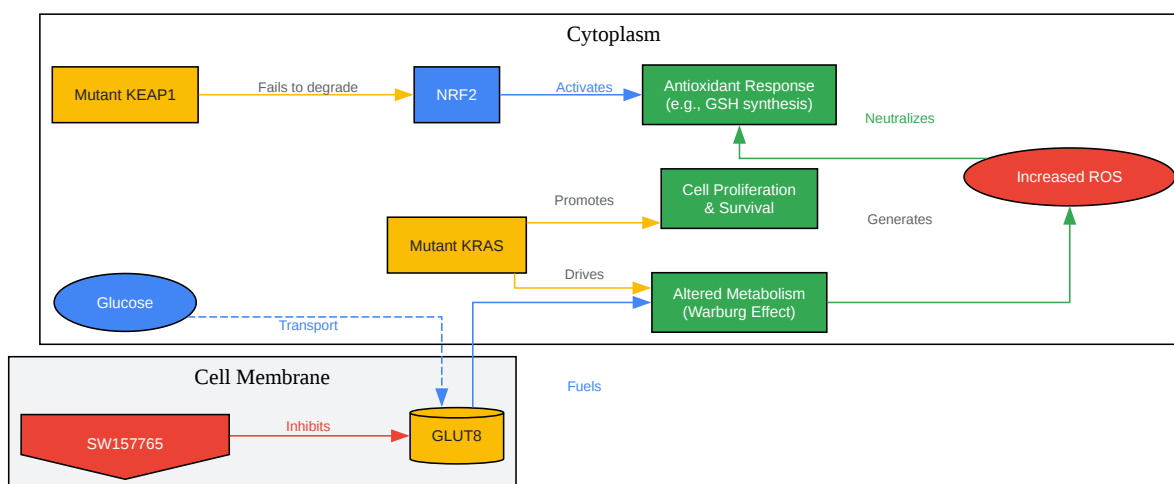 Cytoplasm
Mutant KEAP1
Fails to degrade
NRF2
Activates
Antioxidant Response
(e.g., GSH synthesis)
Neutralizes
Increased ROS
Promotes
Cell Proliferation
& Survival
Generates
Mutant KRAS
Drives
Altered Metabolism
(Warburg Effect)
Glucose
Transport
Cell Membrane
Fuels
SW157765
Inhibits
GLUT8